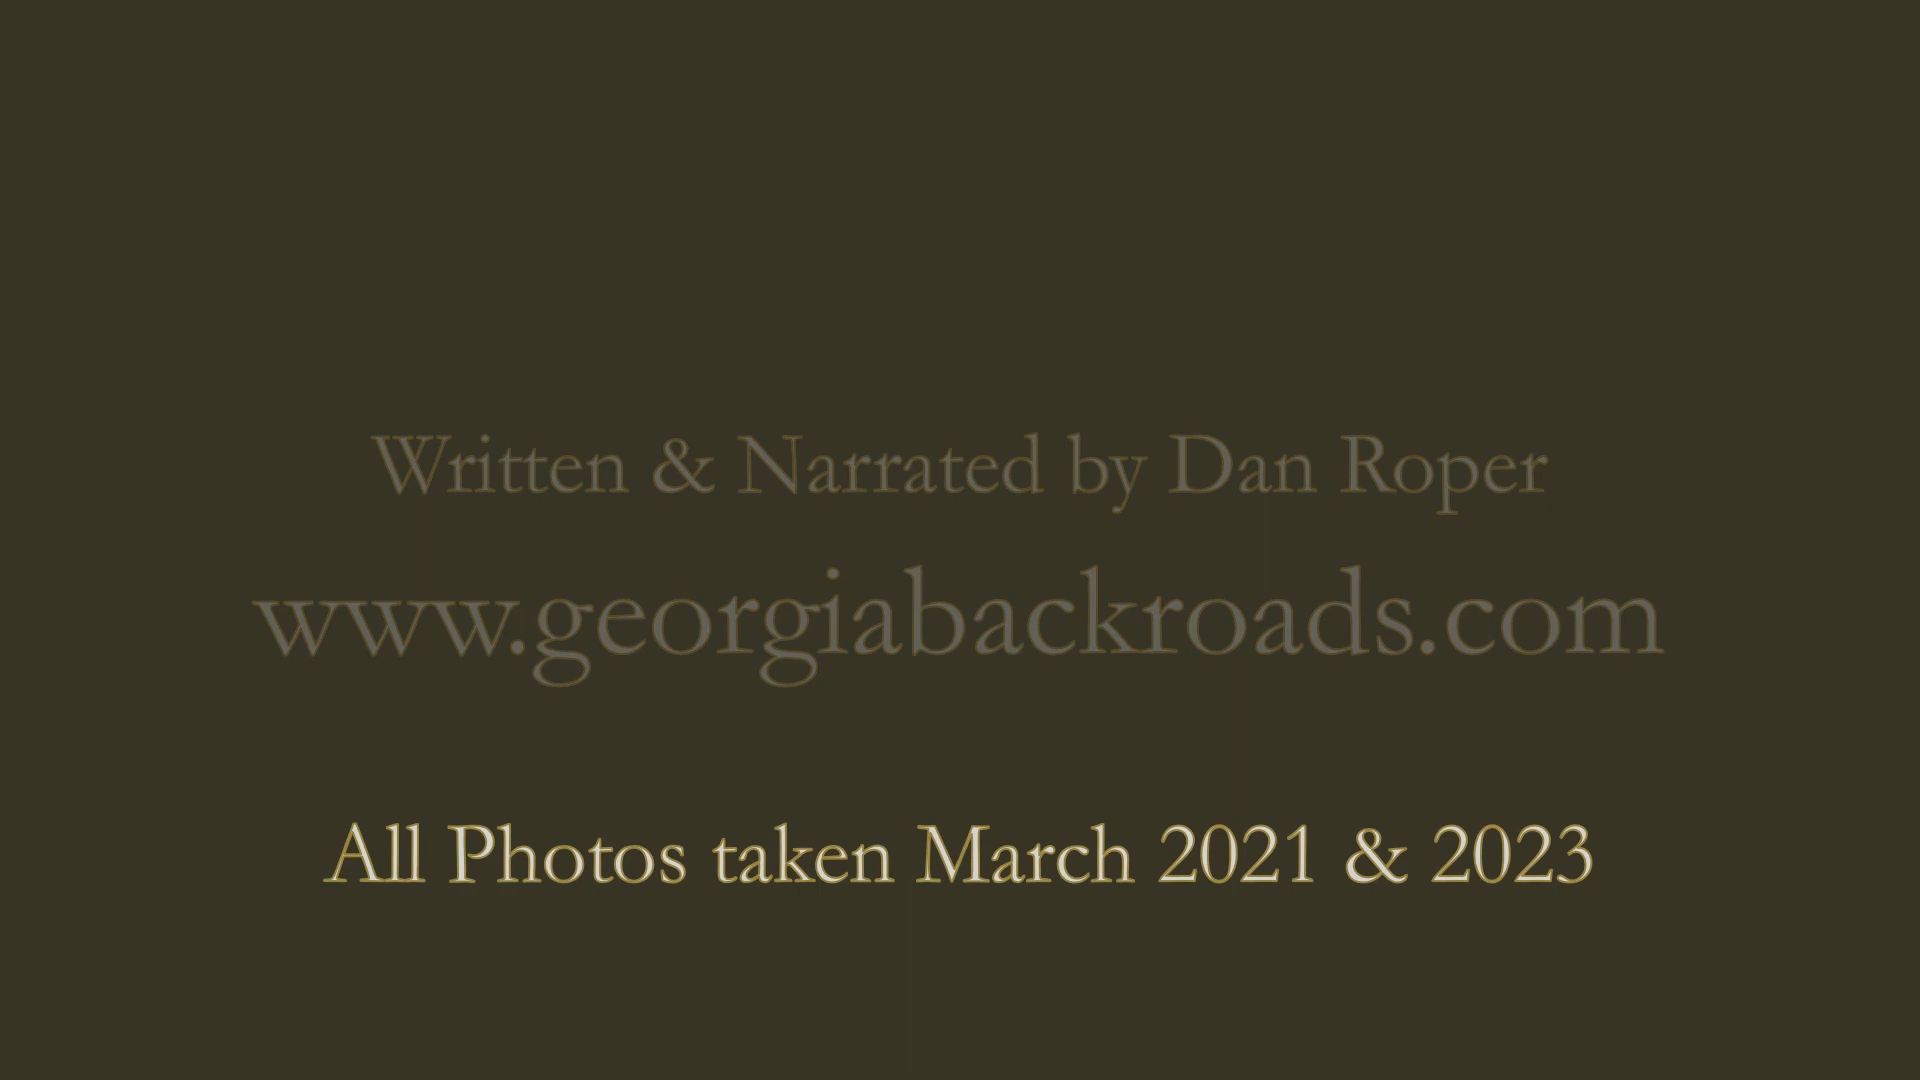 Written & Narrated by Dan Roper
www.georgiabackroads.com
All Photos taken March 2021 & 2023